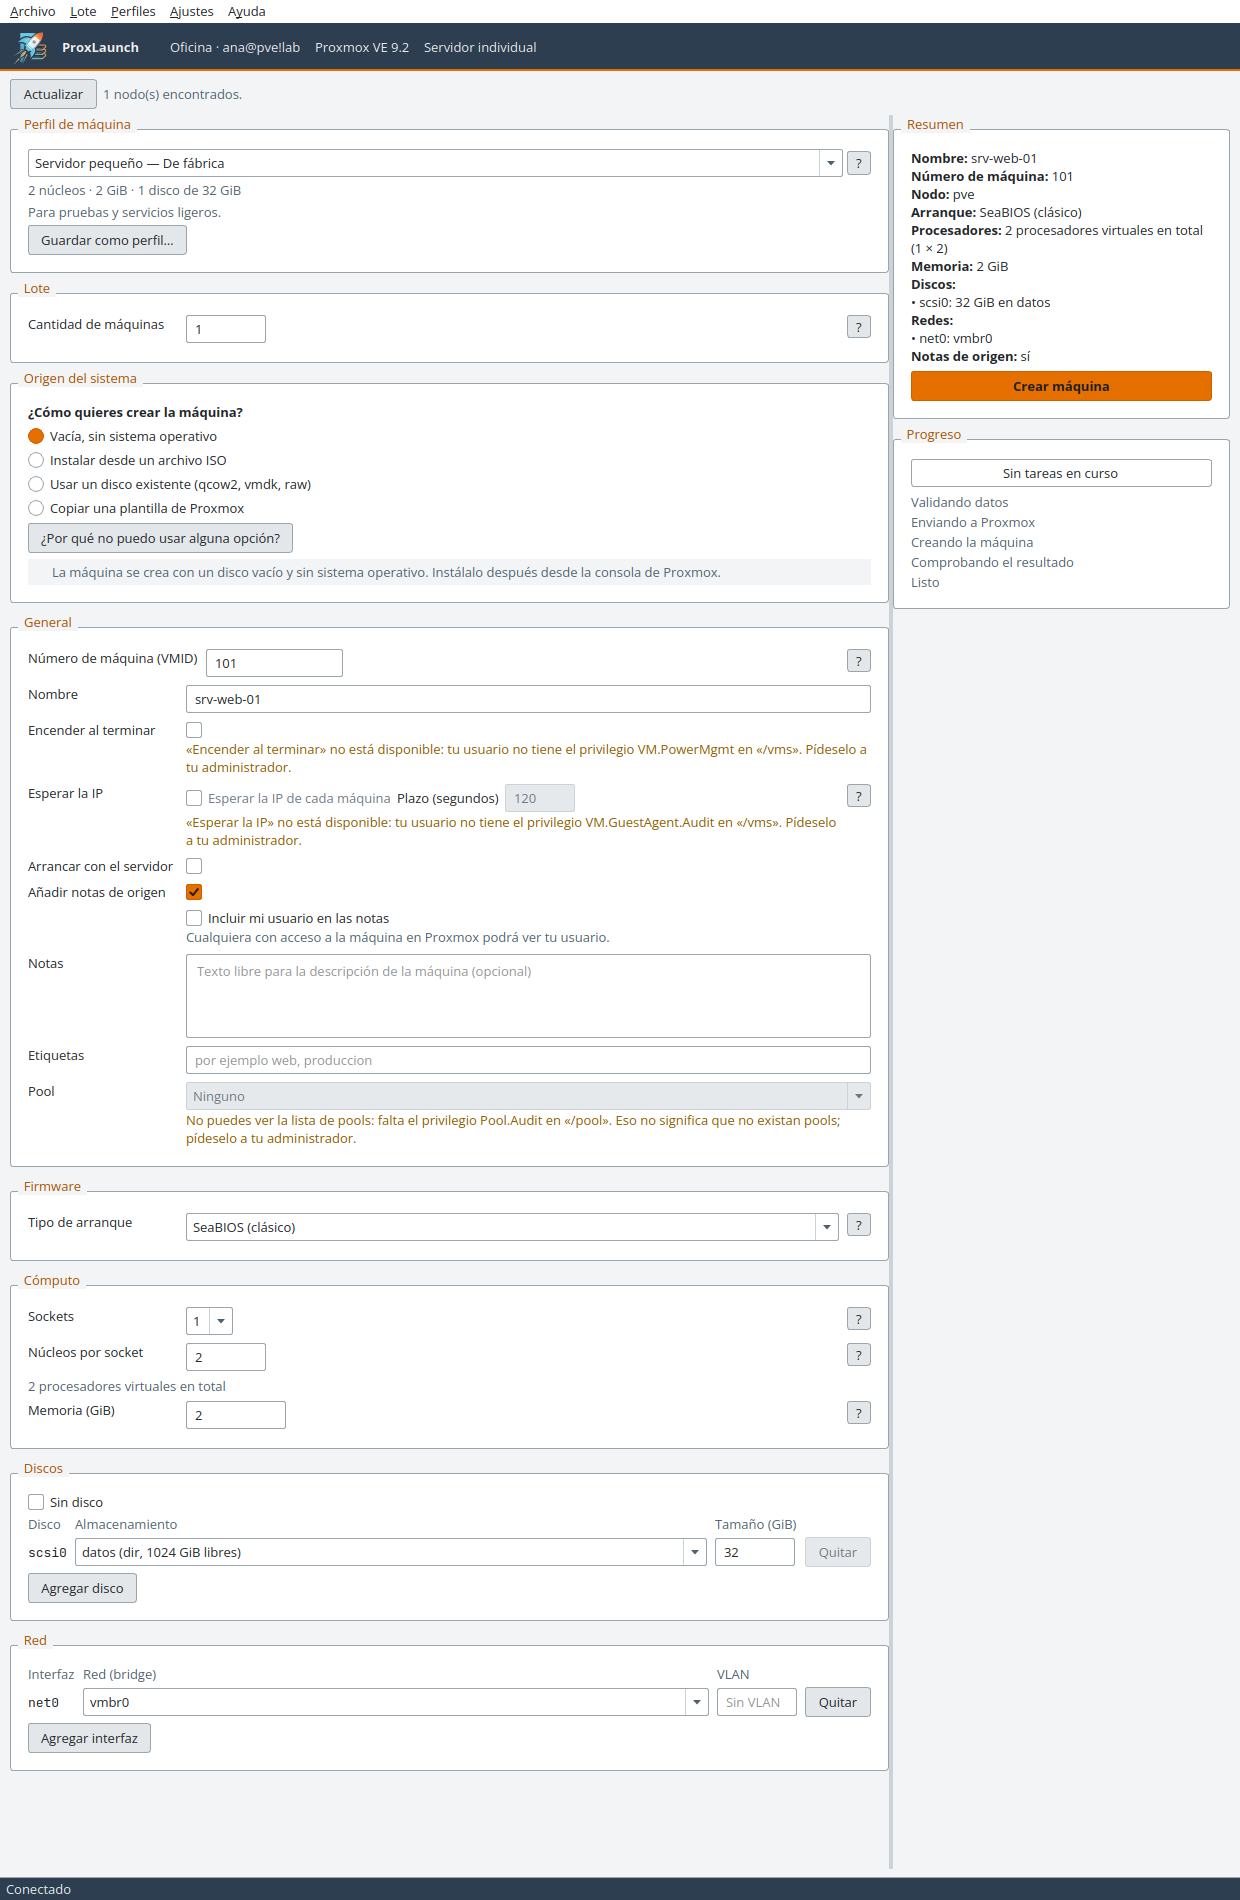 Archivo Lote Perfiles Ajustes Ayuda
ProxLaunch Oficina · ana@pve!lab Proxmox VE 9.2 Servidor individual
Actualizar 1 nodo(s) encontrados.
Perfil de máquina
Servidor pequeño — De fábrica ?
2 núcleos · 2 GiB · 1 disco de 32 GiB
Para pruebas y servicios ligeros.
Guardar como perfil...
Lote
Cantidad de máquinas 1 ?
Origen del sistema
¿Cómo quieres crear la máquina?
Vacía, sin sistema operativo
Instalar desde un archivo ISO
Usar un disco existente (qcow2, vmdk, raw)
Copiar una plantilla de Proxmox
¿Por qué no puedo usar alguna opción?
La máquina se crea con un disco vacío y sin sistema operativo. Instálalo después desde la consola de Proxmox.
General
Número de máquina (VMID) 101 ?
Nombre srv-web-01
Encender al terminar
«Encender al terminar» no está disponible: tu usuario no tiene el privilegio VM.PowerMgmt en «/vms». Pídeselo a
tu administrador.
Esperar la IP Esperar la IP de cada máquina Plazo (segundos) 120 ?
«Esperar la IP» no está disponible: tu usuario no tiene el privilegio VM.GuestAgent.Audit en «/vms». Pídeselo
a tu administrador.
Arrancar con el servidor
Añadir notas de origen
Incluir mi usuario en las notas
Cualquiera con acceso a la máquina en Proxmox podrá ver tu usuario.
Notas Texto libre para la descripción de la máquina (opcional)
Etiquetas por ejemplo web, produccion
Pool Ninguno
No puedes ver la lista de pools: falta el privilegio Pool.Audit en «/pool». Eso no significa que no existan pools;
pídeselo a tu administrador.
Firmware
Tipo de arranque SeaBIOS (clásico) ?
Cómputo
Sockets 1 ?
Núcleos por socket 2 ?
2 procesadores virtuales en total
Memoria (GiB) 2 ?
Discos
Sin disco
Disco Almacenamiento Tamaño (GiB)
scsi0 datos (dir, 1024 GiB libres) 32 Quitar
Agregar disco
Red
Interfaz Red (bridge) VLAN
net0 vmbr0 Sin VLAN Quitar
Agregar interfaz
Resumen
Nombre: srv-web-01
Número de máquina: 101
Nodo: pve
Arranque: SeaBIOS (clásico)
Procesadores: 2 procesadores virtuales en total
(1 × 2)
Memoria: 2 GiB
Discos:
• scsi0: 32 GiB en datos
Redes:
• net0: vmbr0
Notas de origen: sí
Crear máquina
Progreso
Sin tareas en curso
Validando datos
Enviando a Proxmox
Creando la máquina
Comprobando el resultado
Listo
Conectado